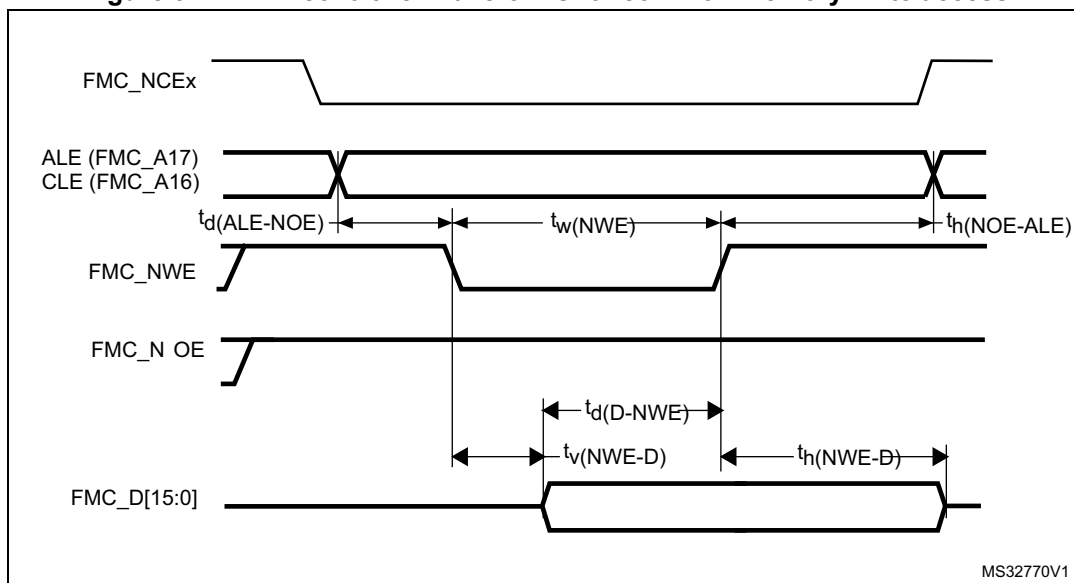 FMC_NCEx
ALE (FMC_A17)
CLE (FMC_A16)
td(ALE-NOE)
tw(NWE)
th(NOE-ALE)
FMC_NWE
FMC_N OE
td(D-NWE)
tv(NWE-D)
th(NWE-D)
FMC_D[15:0]
MS32770V1